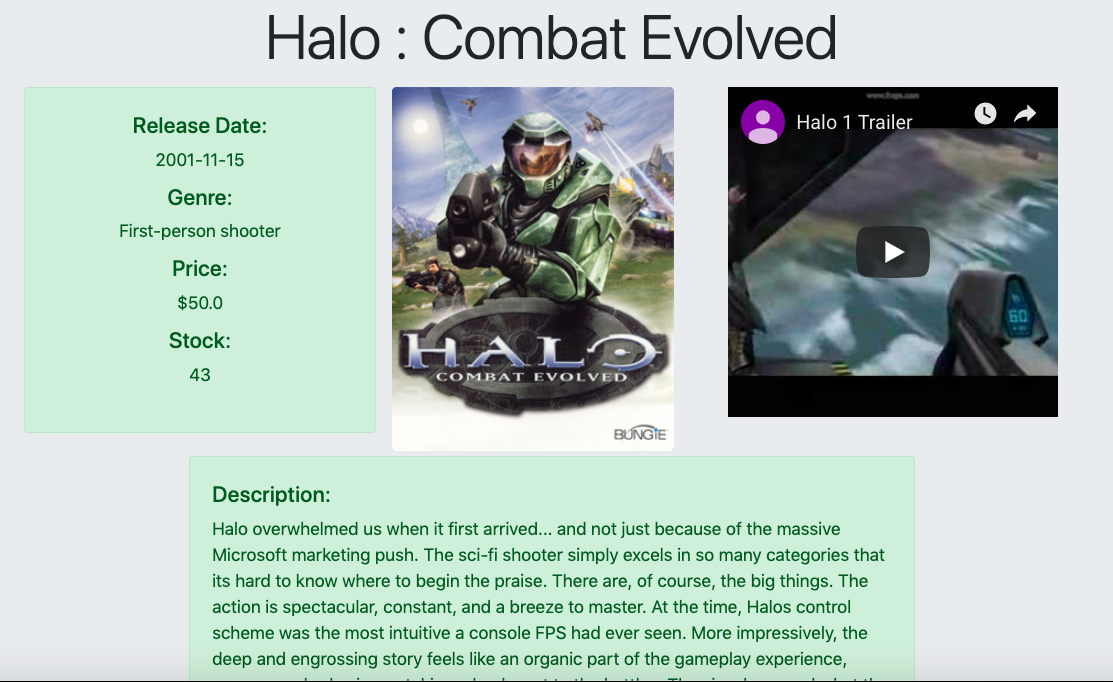 Halo : Combat Evolved
Release Date:
2001-11-15
Genre:
First-person shooter
Price:
$50.0
Stock:
43
HALO
COMBAT EVOLVED
BUNGIE
www.fraps.com
Halo 1 Trailer
60
Description:
Halo overwhelmed us when it first arrived... and not just because of the massive
Microsoft marketing push. The sci-fi shooter simply excels in so many categories that
its hard to know where to begin the praise. There are, of course, the big things. The
action is spectacular, constant, and a breeze to master. At the time, Halos control
scheme was the most intuitive a console FPS had ever seen. More impressively, the
deep and engrossing story feels like an organic part of the gameplay experience,